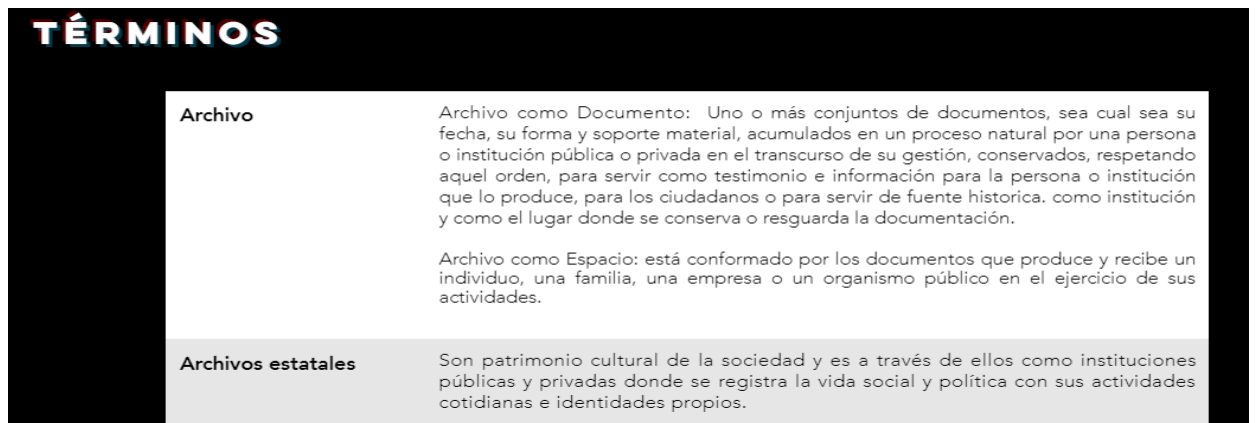 TÉRMINOS
Archivo
Archivo como Documento: Uno o más conjuntos de documentos, sea cual sea su
fecha, su forma y soporte material, acumulados en un proceso natural por una persona
o institución pública o privada en el transcurso de su gestión, conservados, respetando
aquel orden, para servir como testimonio e información para la persona o institución
que lo produce, para los ciudadanos o para servir de fuente historica. como institución
y como el lugar donde se conserva o resguarda la documentación.
Archivo como Espacio: está conformado por los documentos que produce y recibe un
individuo, una familia, una empresa o un organismo público en el ejercicio de sus
actividades.
Archivos estatales
Son patrimonio cultural de la sociedad y es a través de ellos como instituciones
públicas y privadas donde se registra la vida social y política con sus actividades
cotidianas e identidades propios.